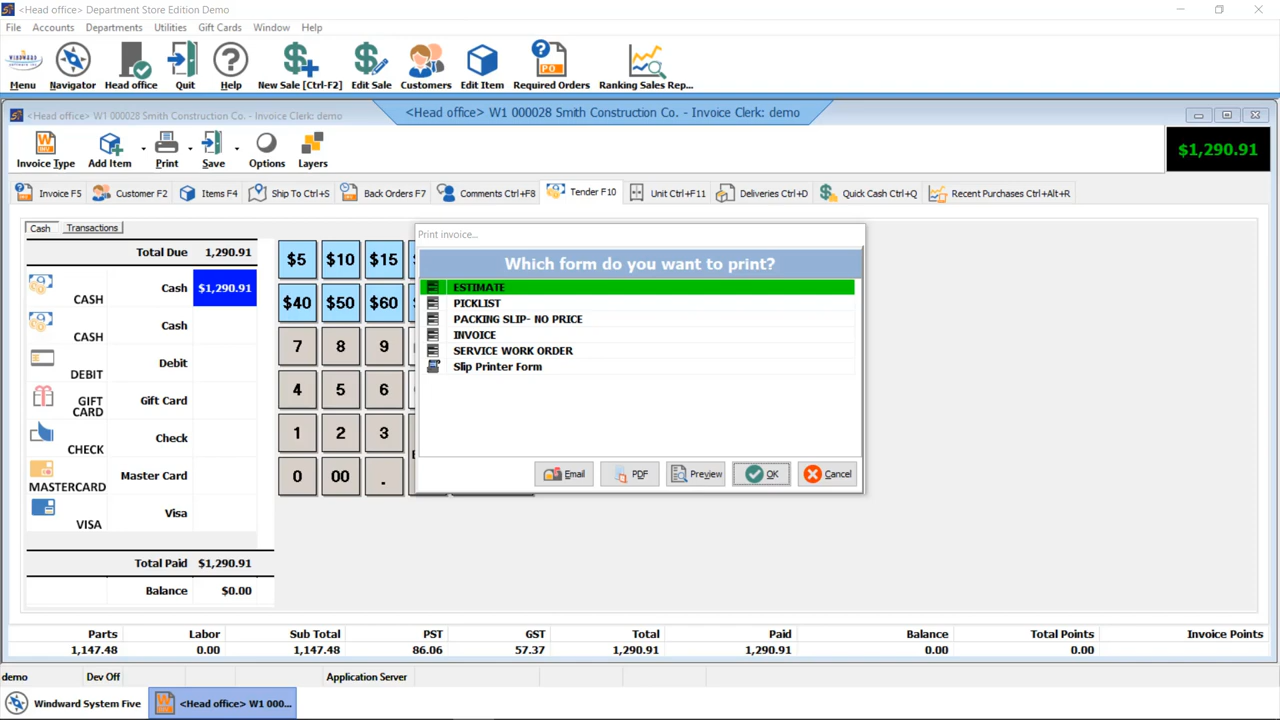 <Head office> Department Store Edition Demo
File Accounts Departments Utilities Gift Cards Window Help
Menu Navigator Head office Quit Help New Sale [Ctrl-F2] Edit Sale Customers Edit Item Required Orders Ranking Sales Rep...
<Head office> W1 000028 Smith Construction Co. - Invoice Clerk: demo
<Head office> W1 000028 Smith Construction Co. - Invoice Clerk: demo
Invoice Type Add Item Print Save Options Layers
$1,290.91
Invoice F5 Customer F2 Items F4 Ship To Ctrl+S Back Orders F7 Comments Ctrl+F8 Tender F10 Unit Ctrl+F11 Deliveries Ctrl+D Quick Cash Ctrl+Q Recent Purchases Ctrl+Alt+R
Cash Transactions
Total Due 1,290.91
CASH Cash $1,290.91
CASH Cash
DEBIT Debit
GIFT CARD Gift Card
CHECK Check
MASTERCARD Master Card
VISA Visa
Total Paid $1,290.91
Balance $0.00
$5 $10 $15
$40 $50 $60
7 8 9
4 5 6
1 2 3
0 00 .
Print invoice...
Which form do you want to print?
ESTIMATE
PICKLIST
PACKING SLIP- NO PRICE
INVOICE
SERVICE WORK ORDER
Slip Printer Form
Email PDF Preview OK Cancel
Parts Labor Sub Total PST GST Total Paid Balance Total Points Invoice Points
1,147.48 0.00 1,147.48 86.06 57.37 1,290.91 1,290.91 0.00 0.00
demo Dev Off Application Server
Windward System Five <Head office> W1 000...